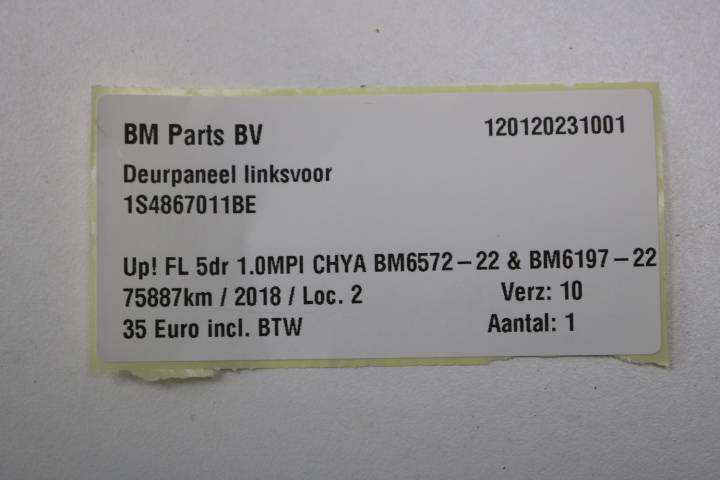 BM Parts BV 120120231001
Deurpaneel linksvoor
1S4867011BE
Up! FL 5dr 1.0MPI CHYA BM6572-22 & BM6197-22
75887km / 2018 / Loc. 2 Verz: 10
35 Euro incl. BTW Aantal: 1